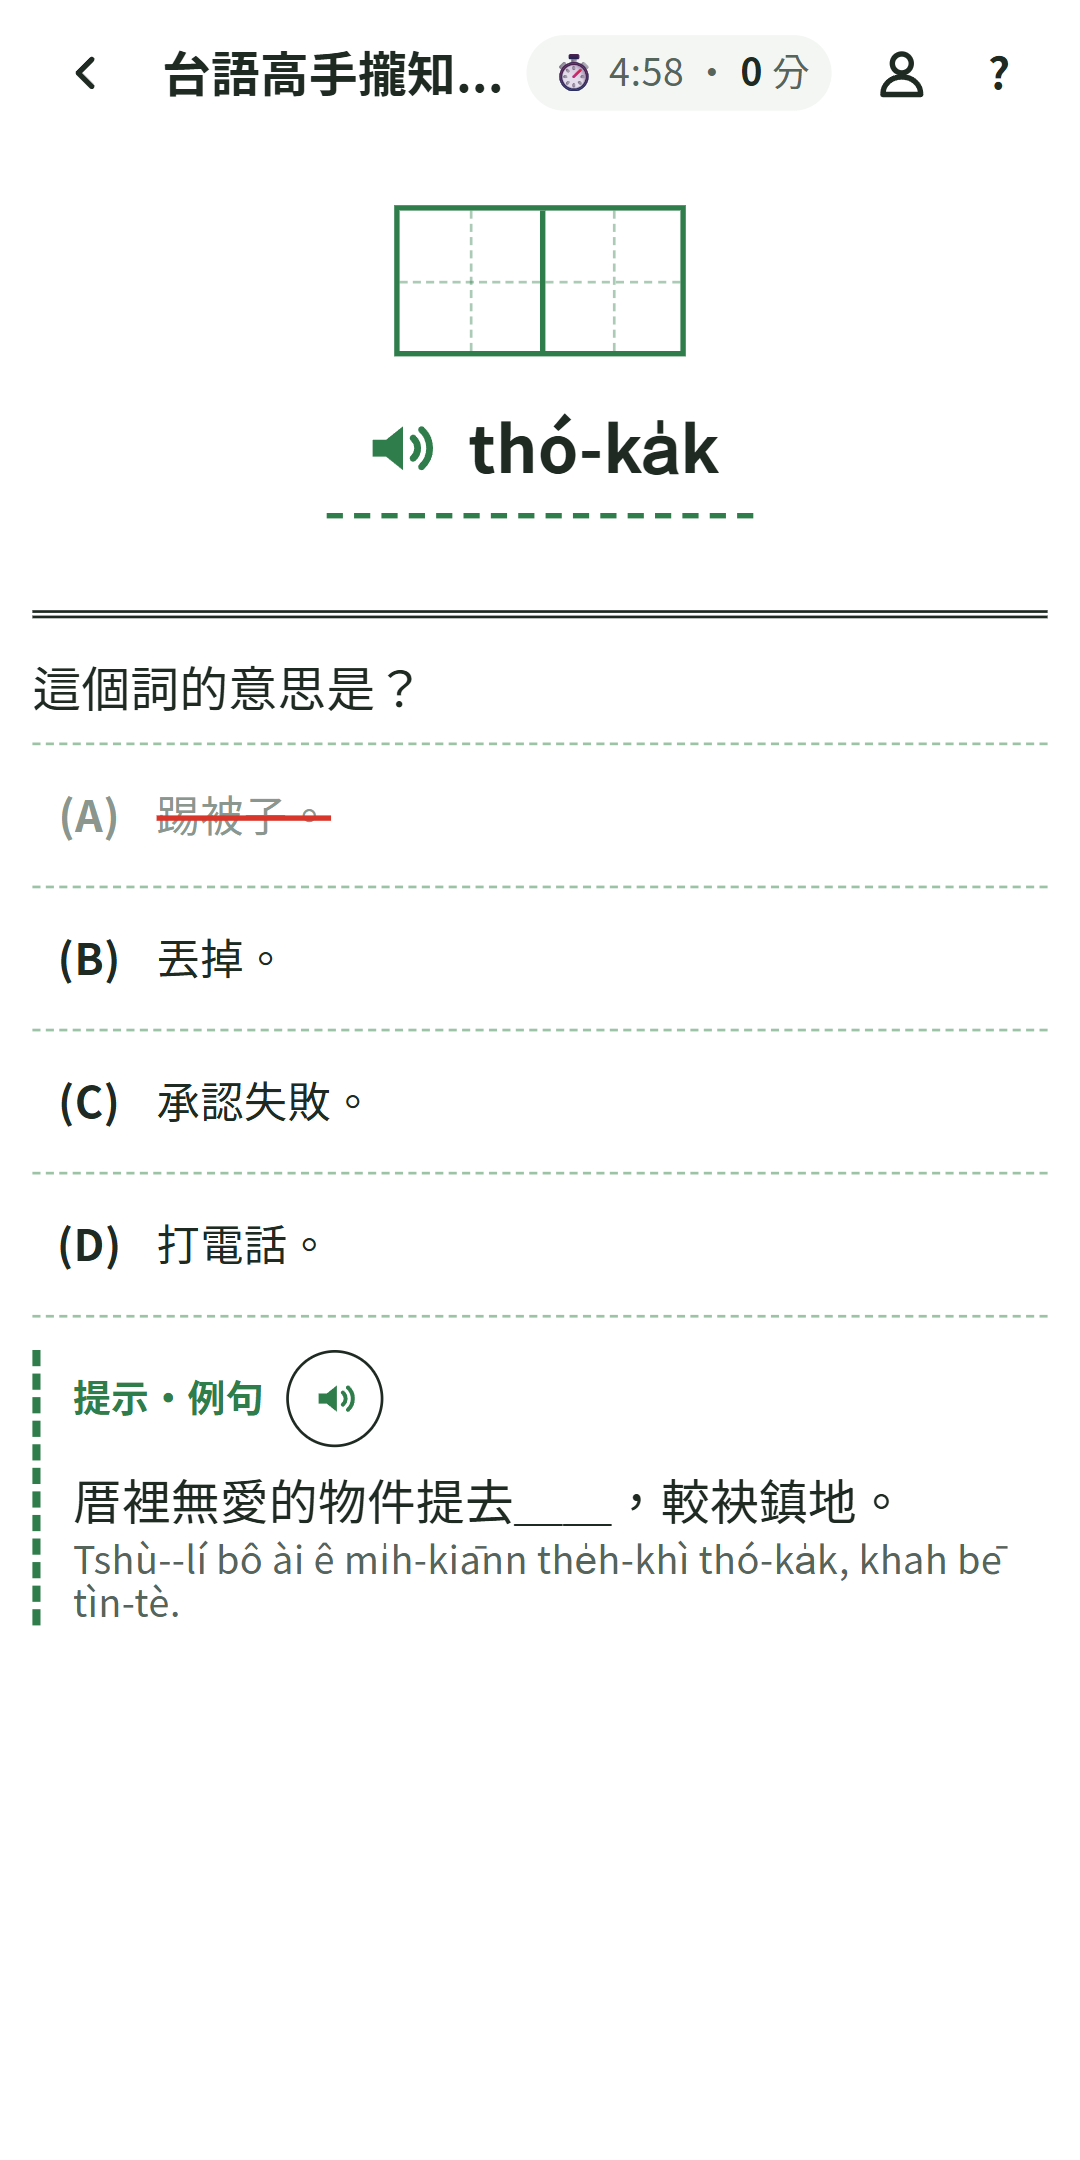 台語高手攏知...
4:58 · 0 分
?
thó-ka̍k
這個詞的意思是？
(A) 踢被子。
(B) 丟掉。
(C) 承認失敗。
(D) 打電話。
提示・例句
厝裡無愛的物件提去____，較袂鎮地。
Tshù--lí bô ài ê mi̍h-kiānn the̍h-khì thó-ka̍k, khah bē
tìn-tè.